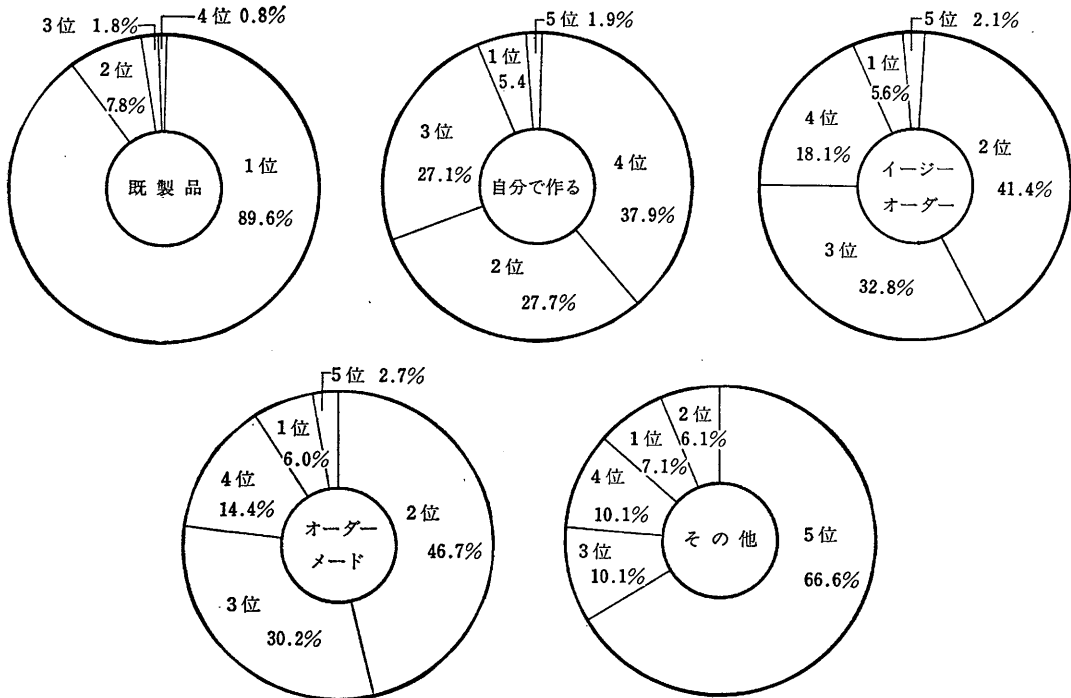 3位 1.8%
4位 0.8%
2位
7.8%
1位
89.6%
既製品
5位 1.9%
1位
5.4
3位
27.1%
4位
37.9%
自分で作る
2位
27.7%
5位 2.1%
1位
5.6%
4位
18.1%
2位
41.4%
イージー
オーダー
3位
32.8%
5位 2.7%
1位
6.0%
4位
14.4%
2位
46.7%
オーダー
メード
3位
30.2%
2位
6.1%
1位
7.1%
4位
10.1%
3位
10.1%
その他
5位
66.6%